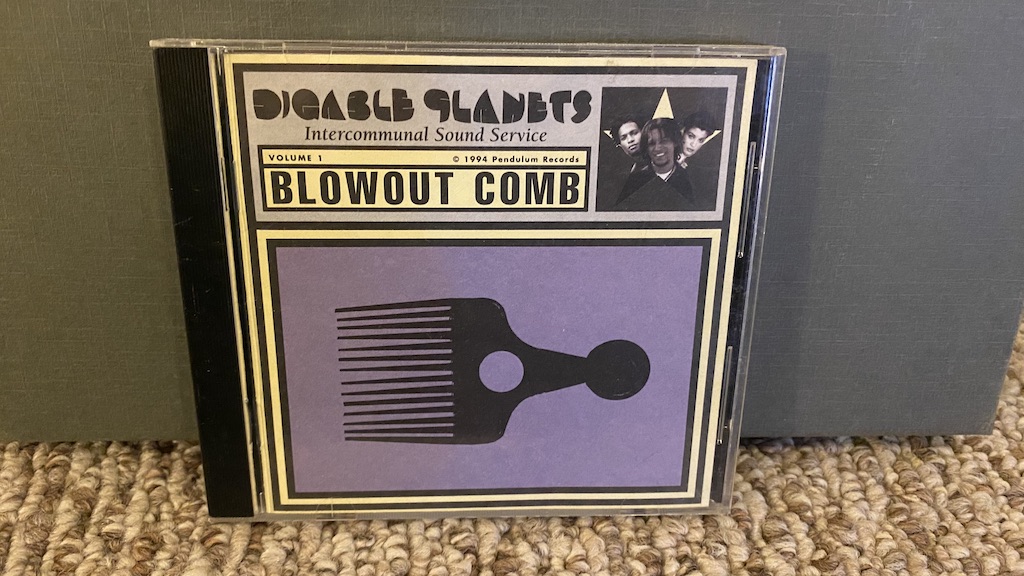 DIGABLE PLANETS
Intercommunal Sound Service
VOLUME 1 © 1994 Pendulum Records
BLOWOUT COMB